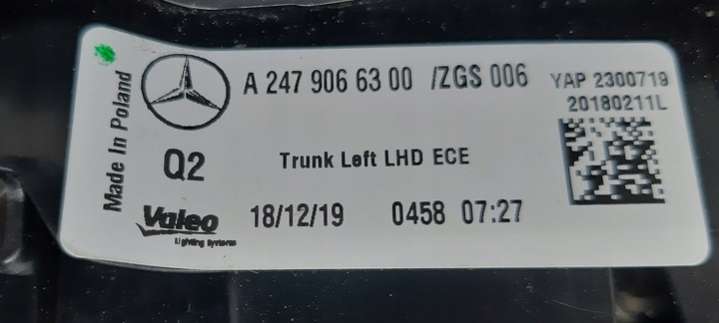 Made In Poland
A 247 906 63 00 /ZGS 006
YAP 2300719
20180211L
Q2
Trunk Left LHD ECE
Valeo
Lighting Systems
18/12/19 0458 07:27